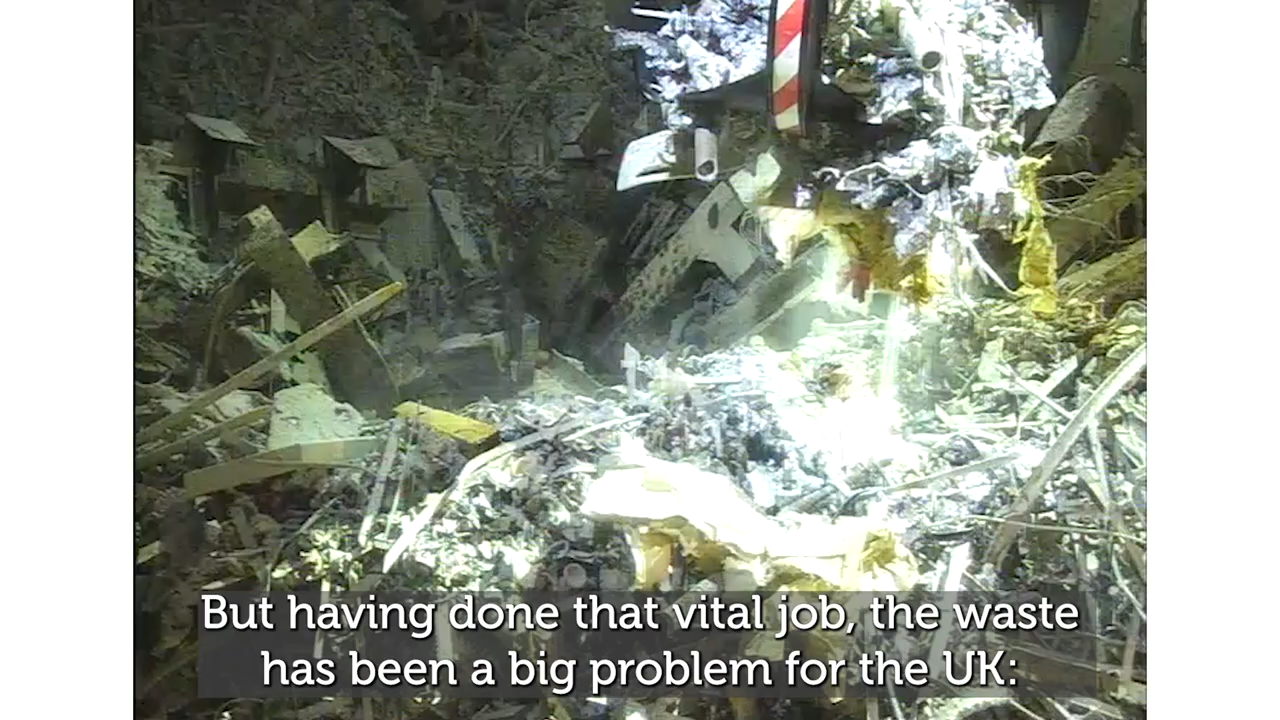 But having done that vital job, the waste
has been a big problem for the UK: